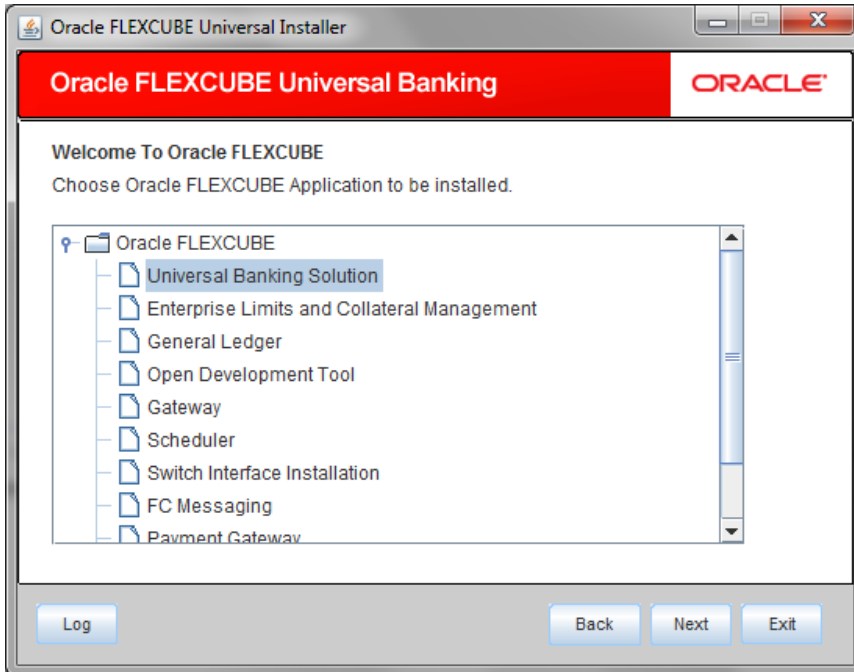 Oracle FLEXCUBE Universal Installer
Oracle FLEXCUBE Universal Banking
ORACLE
Welcome To Oracle FLEXCUBE
Choose Oracle FLEXCUBE Application to be installed.
Oracle FLEXCUBE
Universal Banking Solution
Enterprise Limits and Collateral Management
General Ledger
Open Development Tool
Gateway
Scheduler
Switch Interface Installation
FC Messaging
Payment Gateway
Log
Back
Next
Exit